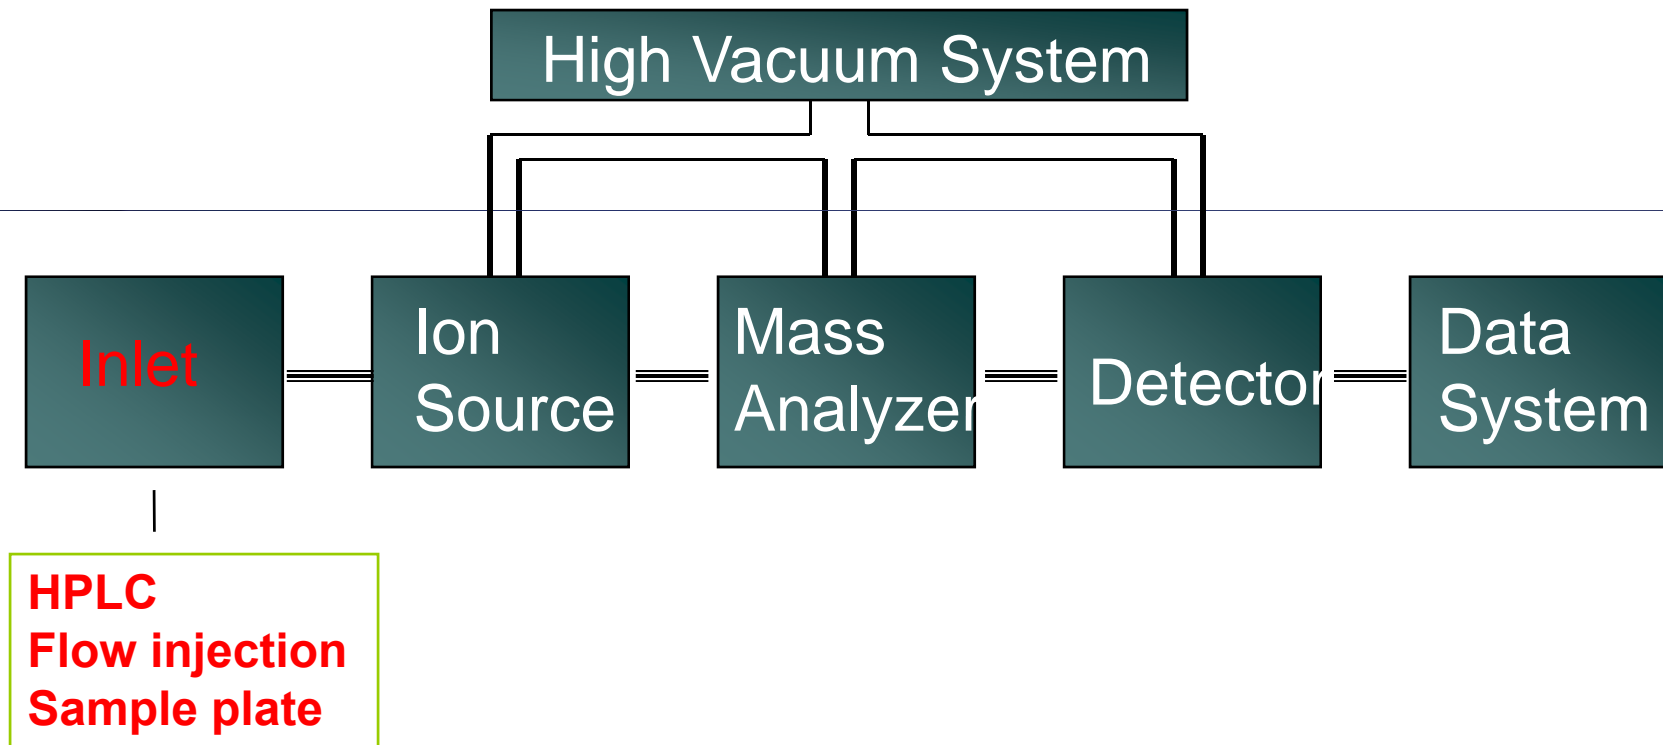 High Vacuum System
Inlet
Ion
Source
Mass
Analyzer
Detector
Data
System
HPLC
Flow injection
Sample plate